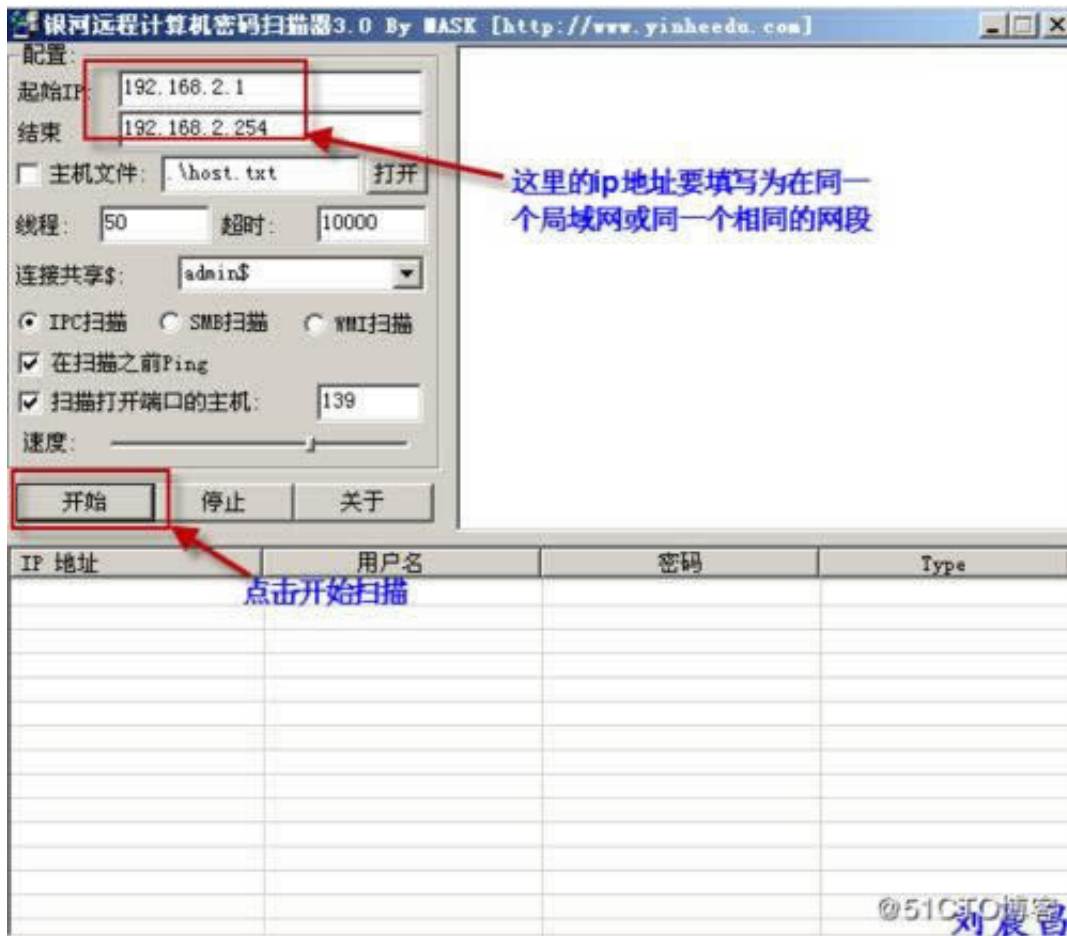 银河远程计算机密码扫描器3.0 By MASK [http://www.yinheedu.com]
配置:
起始IP: 192.168.2.1
结束 192.168.2.254
主机文件: .\host.txt 打开
这里的ip地址要填写为在同一
个局域网或同一个相同的网段
线程: 50 超时: 10000
连接共享$: admin$
IPC扫描 SMB扫描 WMI扫描
在扫描之前Ping
扫描打开端口的主机: 139
速度:
开始 停止 关于
IP 地址 用户名 密码 Type
点击开始扫描
@51CTO博客
刘宸昌